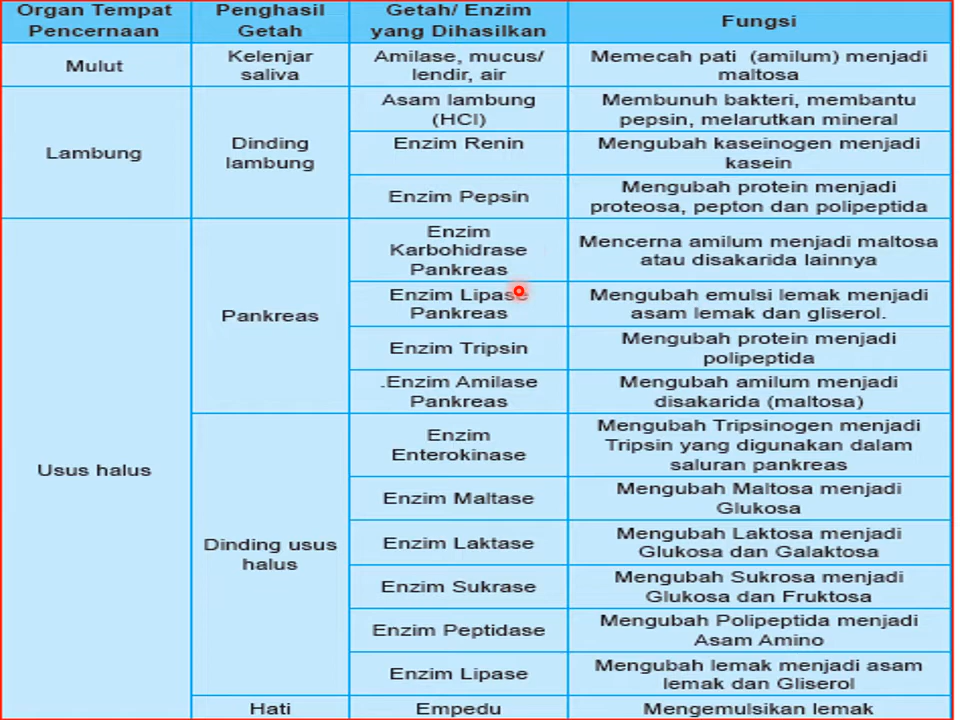 Organ Tempat
Pencernaan
Penghasil
Getah
Getah/ Enzim
yang Dihasilkan
Fungsi
Mulut
Kelenjar
saliva
Amilase, mucus/
lendir, air
Memecah pati (amilum) menjadi
maltosa
Lambung
Dinding
lambung
Asam lambung
(HCl)
Membunuh bakteri, membantu
pepsin, melarutkan mineral
Enzim Renin
Mengubah kaseinogen menjadi
kasein
Enzim Pepsin
Mengubah protein menjadi
proteosa, pepton dan polipeptida
Usus halus
Pankreas
Enzim
Karbohidrase
Pankreas
Mencerna amilum menjadi maltosa
atau disakarida lainnya
Enzim Lipase
Pankreas
Mengubah emulsi lemak menjadi
asam lemak dan gliserol.
Enzim Tripsin
Mengubah protein menjadi
polipeptida
.Enzim Amilase
Pankreas
Mengubah amilum menjadi
disakarida (maltosa)
Dinding usus
halus
Enzim
Enterokinase
Mengubah Tripsinogen menjadi
Tripsin yang digunakan dalam
saluran pankreas
Enzim Maltase
Mengubah Maltosa menjadi
Glukosa
Enzim Laktase
Mengubah Laktosa menjadi
Glukosa dan Galaktosa
Enzim Sukrase
Mengubah Sukrosa menjadi
Glukosa dan Fruktosa
Enzim Peptidase
Mengubah Polipeptida menjadi
Asam Amino
Enzim Lipase
Mengubah lemak menjadi asam
lemak dan Gliserol
Hati
Empedu
Mengemulsikan lemak